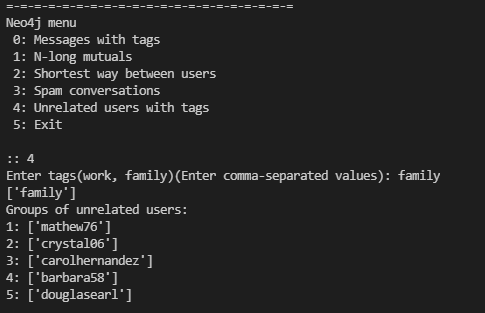 =-=-=-=-=-=-=-=-=-=-=-=-=-=-=-=-=-=-=-=-=
Neo4j menu
 0: Messages with tags
 1: N-long mutuals
 2: Shortest way between users
 3: Spam conversations
 4: Unrelated users with tags
 5: Exit
:: 4
Enter tags(work, family)(Enter comma-separated values): family
['family']
Groups of unrelated users:
1: ['mathew76']
2: ['crystal06']
3: ['carolhernandez']
4: ['barbara58']
5: ['douglasearl']